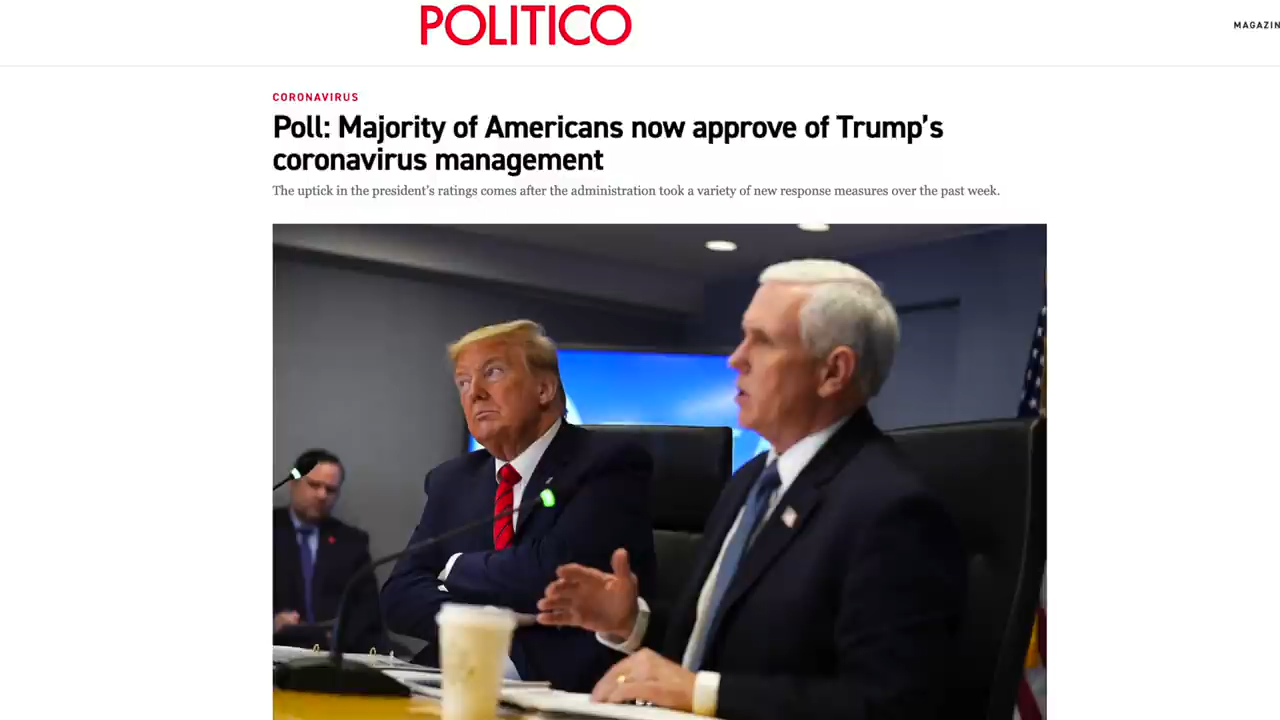 POLITICO
CORONAVIRUS
Poll: Majority of Americans now approve of Trump’s
coronavirus management
The uptick in the president’s ratings comes after the administration took a variety of new response measures over the past week.